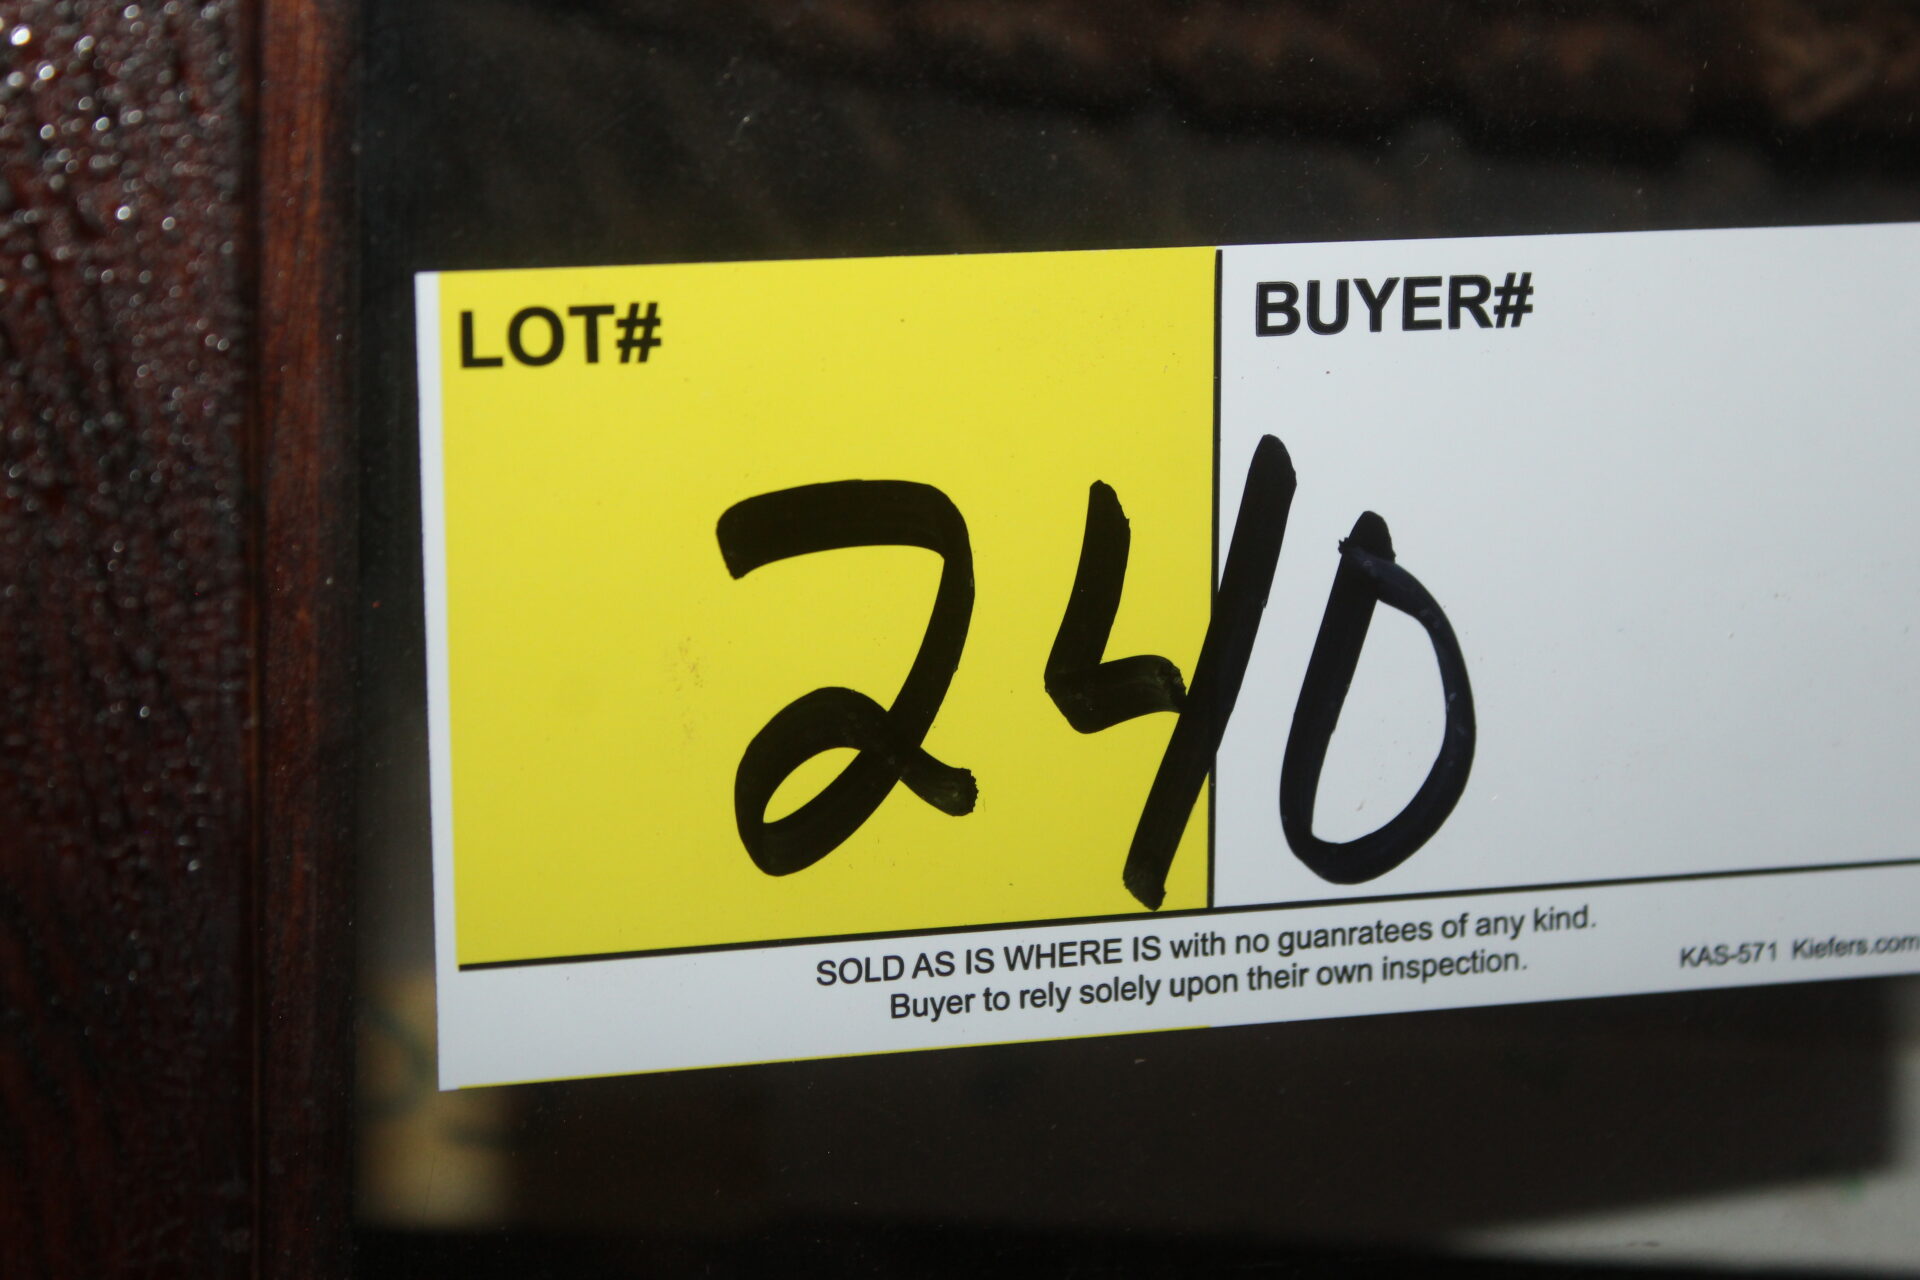 LOT# BUYER#
240
SOLD AS IS WHERE IS with no guanratees of any kind.
Buyer to rely solely upon their own inspection.
KAS-571 Kiefers.com